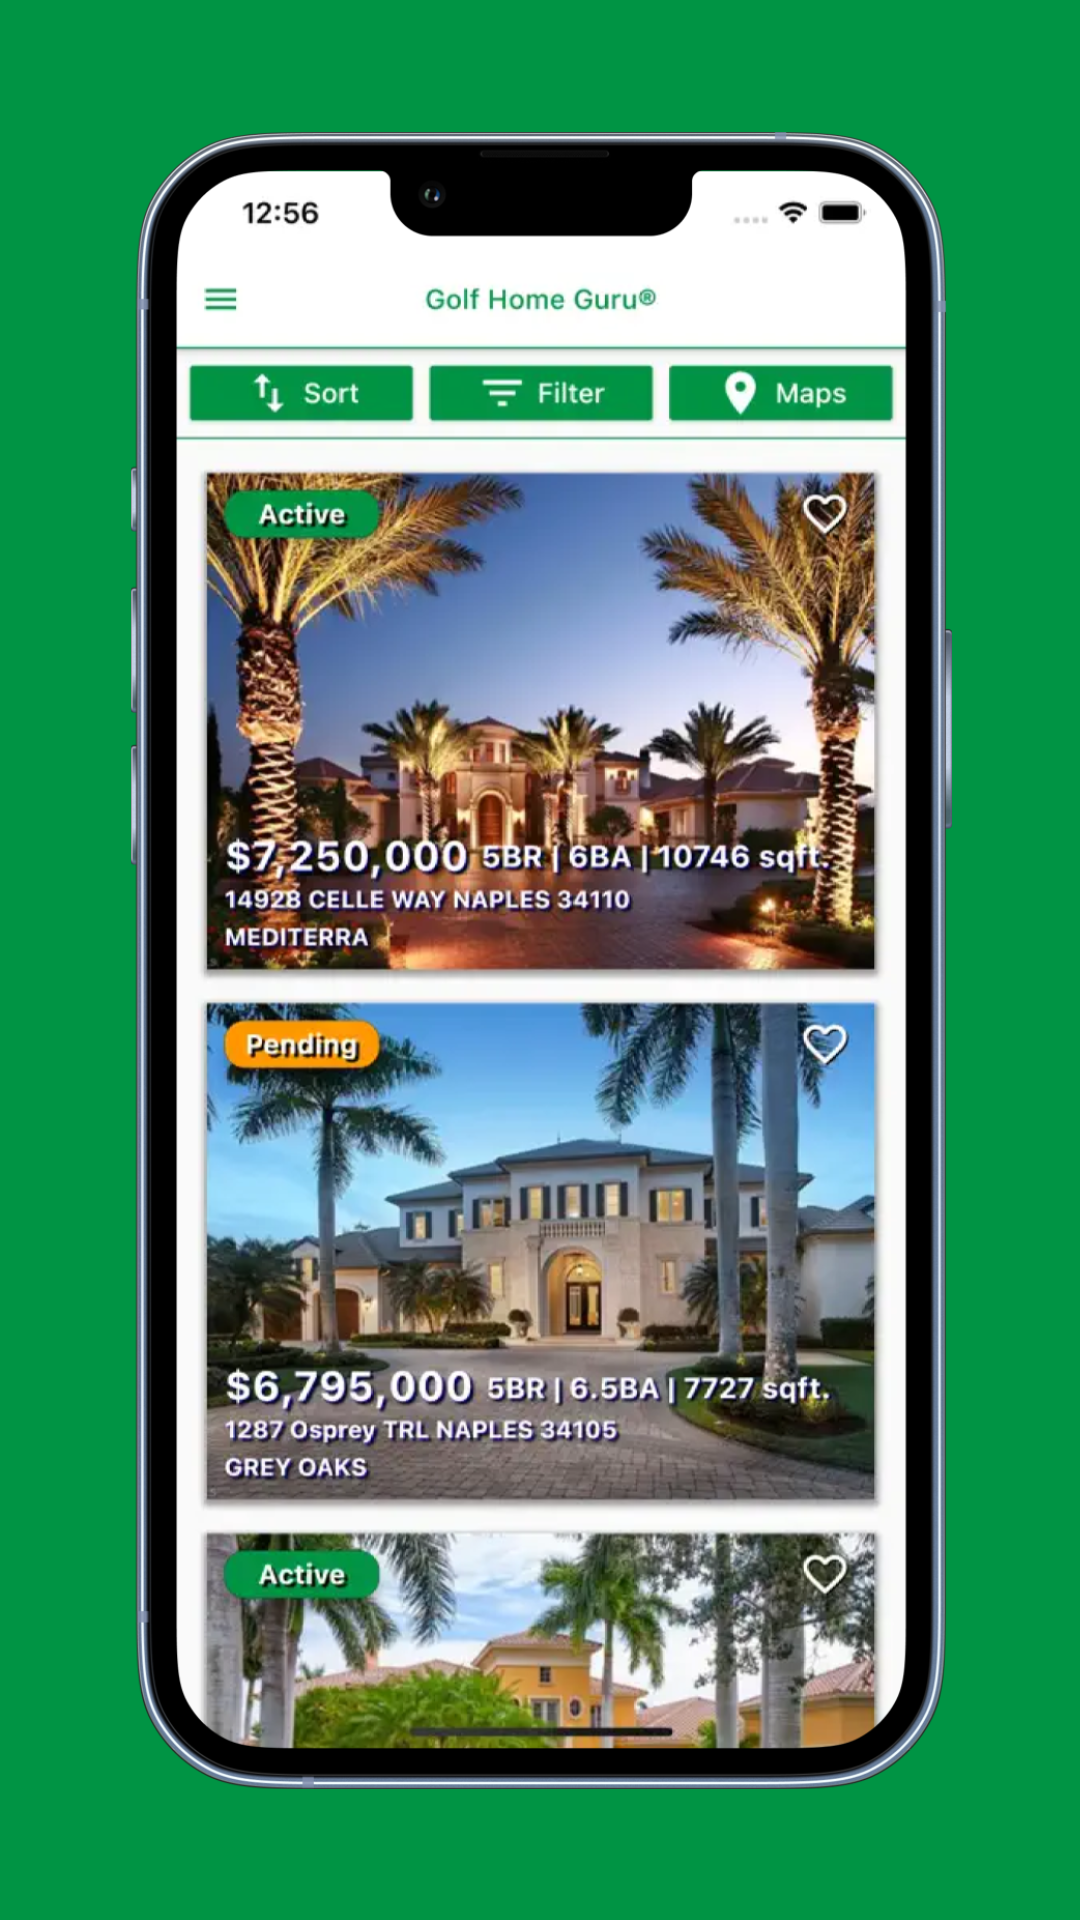 12:56
Golf Home Guru®
Sort Filter Maps
Active
$7,250,000 5BR | 6BA | 10746 sqft.
14928 CELLE WAY NAPLES 34110
MEDITERRA
Pending
$6,795,000 5BR | 6.5BA | 7727 sqft.
1287 Osprey TRL NAPLES 34105
GREY OAKS
Active